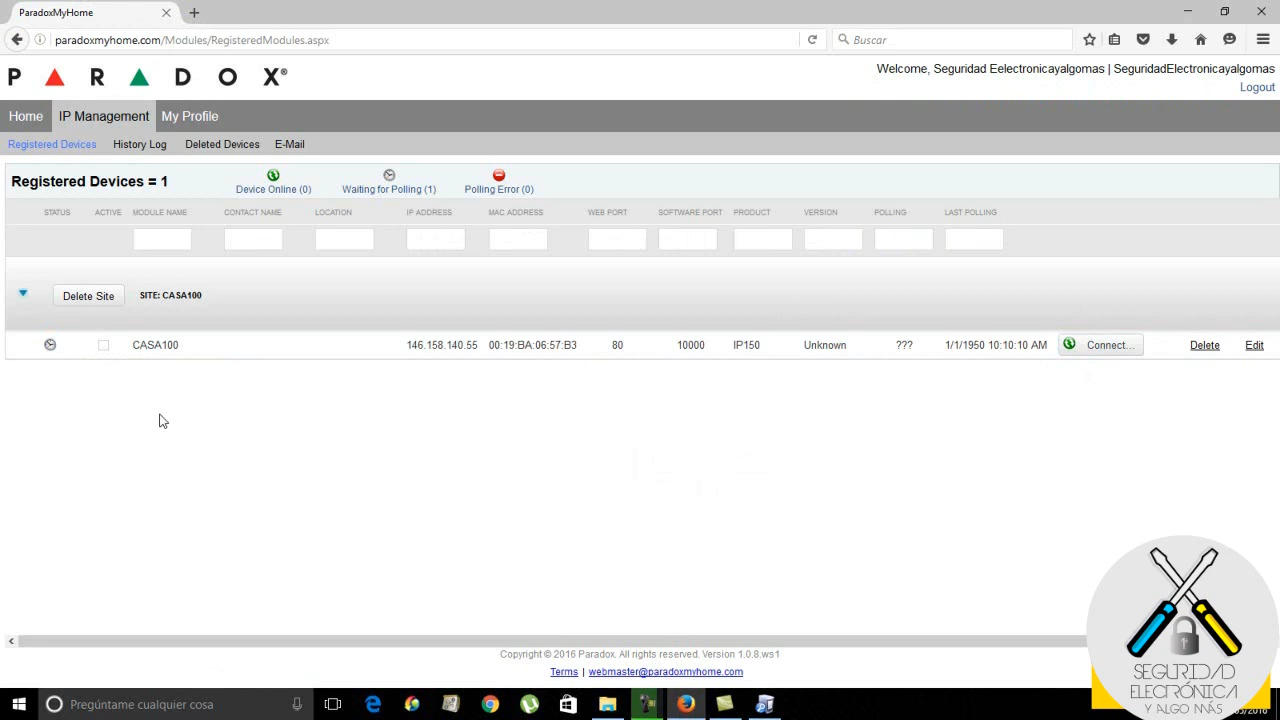 ParadoxMyHome
paradoxmyhome.com/Modules/RegisteredModules.aspx
Buscar
PARADOX®
Welcome, Seguridad Eelectronicayalgomas | SeguridadElectronicayalgomas
Logout
Home IP Management My Profile
Registered Devices History Log Deleted Devices E-Mail
Registered Devices = 1
Device Online (0) Waiting for Polling (1) Polling Error (0)
STATUS ACTIVE MODULE NAME CONTACT NAME LOCATION IP ADDRESS MAC ADDRESS WEB PORT SOFTWARE PORT PRODUCT VERSION POLLING LAST POLLING
Delete Site SITE: CASA100
CASA100 146.158.140.55 00:19:BA:06:57:B3 80 10000 IP150 Unknown ??? 1/1/1950 10:10:10 AM Connect... Delete Edit
Copyright © 2016 Paradox. All rights reserved. Version 1.0.8.ws1
Terms | webmaster@paradoxmyhome.com
SEGURIDAD
ELECTRÓNICA
Y ALGO MÁS
Pregúntame cualquier cosa